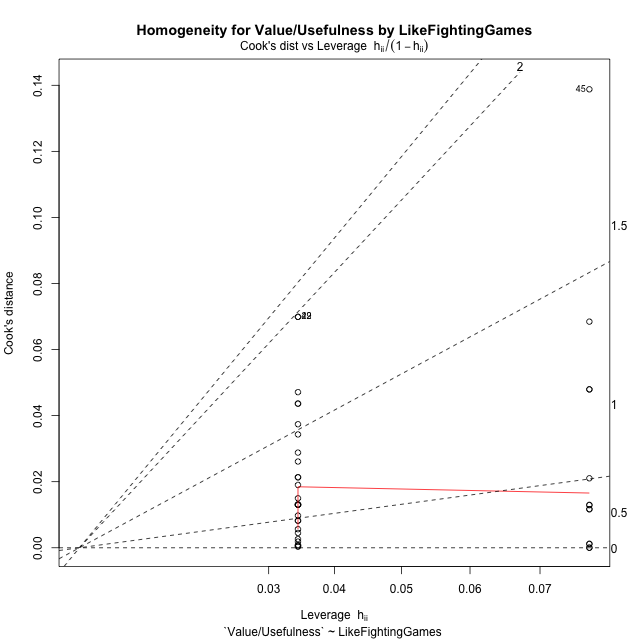 Homogeneity for Value/Usefulness by LikeFightingGames
Cook's dist vs Leverage hii/(1 − hii)
2
45
1.5
1
0.5
0
Cook's distance
0.14
0.12
0.10
0.08
0.06
0.04
0.02
0.00
0.03 0.04 0.05 0.06 0.07
Leverage hii
`Value/Usefulness` ~ LikeFightingGames